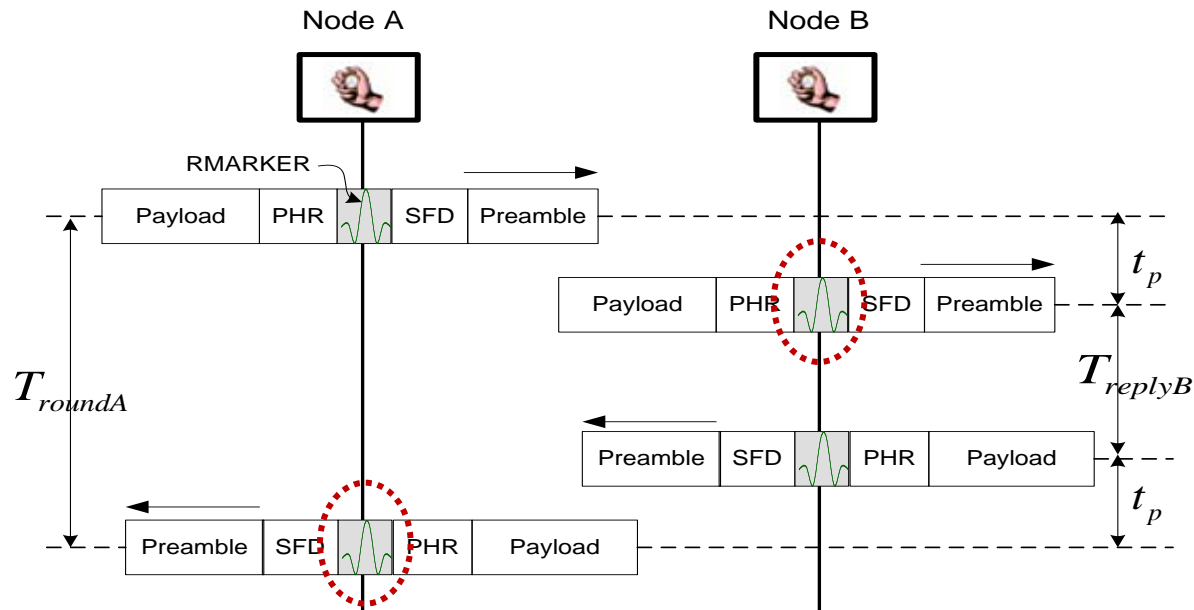 Node A
Node B
RMARKER
Payload PHR SFD Preamble
t_p
Payload PHR SFD Preamble
T_roundA
T_replyB
Preamble SFD PHR Payload
t_p
Preamble SFD PHR Payload